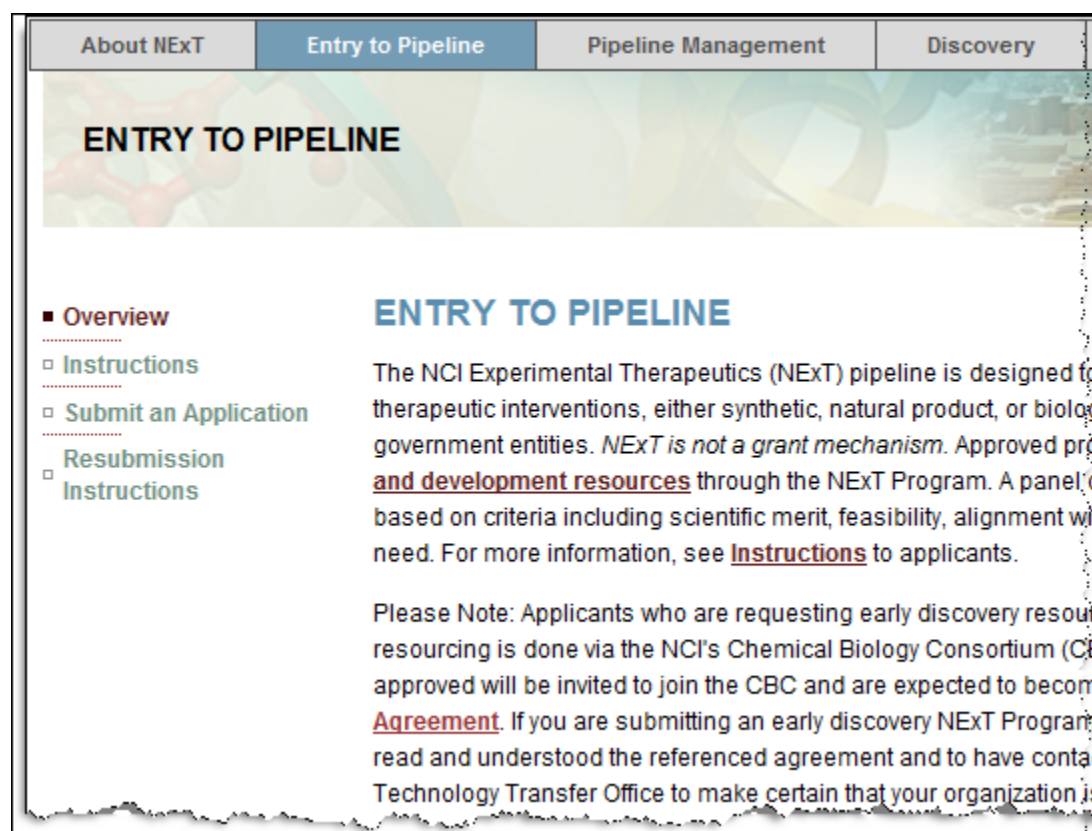 About NExT
Entry to Pipeline
Pipeline Management
Discovery
ENTRY TO PIPELINE
Overview
Instructions
Submit an Application
Resubmission
Instructions
ENTRY TO PIPELINE
The NCI Experimental Therapeutics (NExT) pipeline is designed
therapeutic interventions, either synthetic, natural product, or
government entities. NExT is not a grant mechanism. Approved
and development resources through the NExT Program. A panel
based on criteria including scientific merit, feasibility, alignment
need. For more information, see Instructions to applicants.
Please Note: Applicants who are requesting early discovery
resourcing is done via the NCI's Chemical Biology Consortium
approved will be invited to join the CBC and are expected to
Agreement. If you are submitting an early discovery NExT
read and understood the referenced agreement and to have
Technology Transfer Office to make certain that your organization